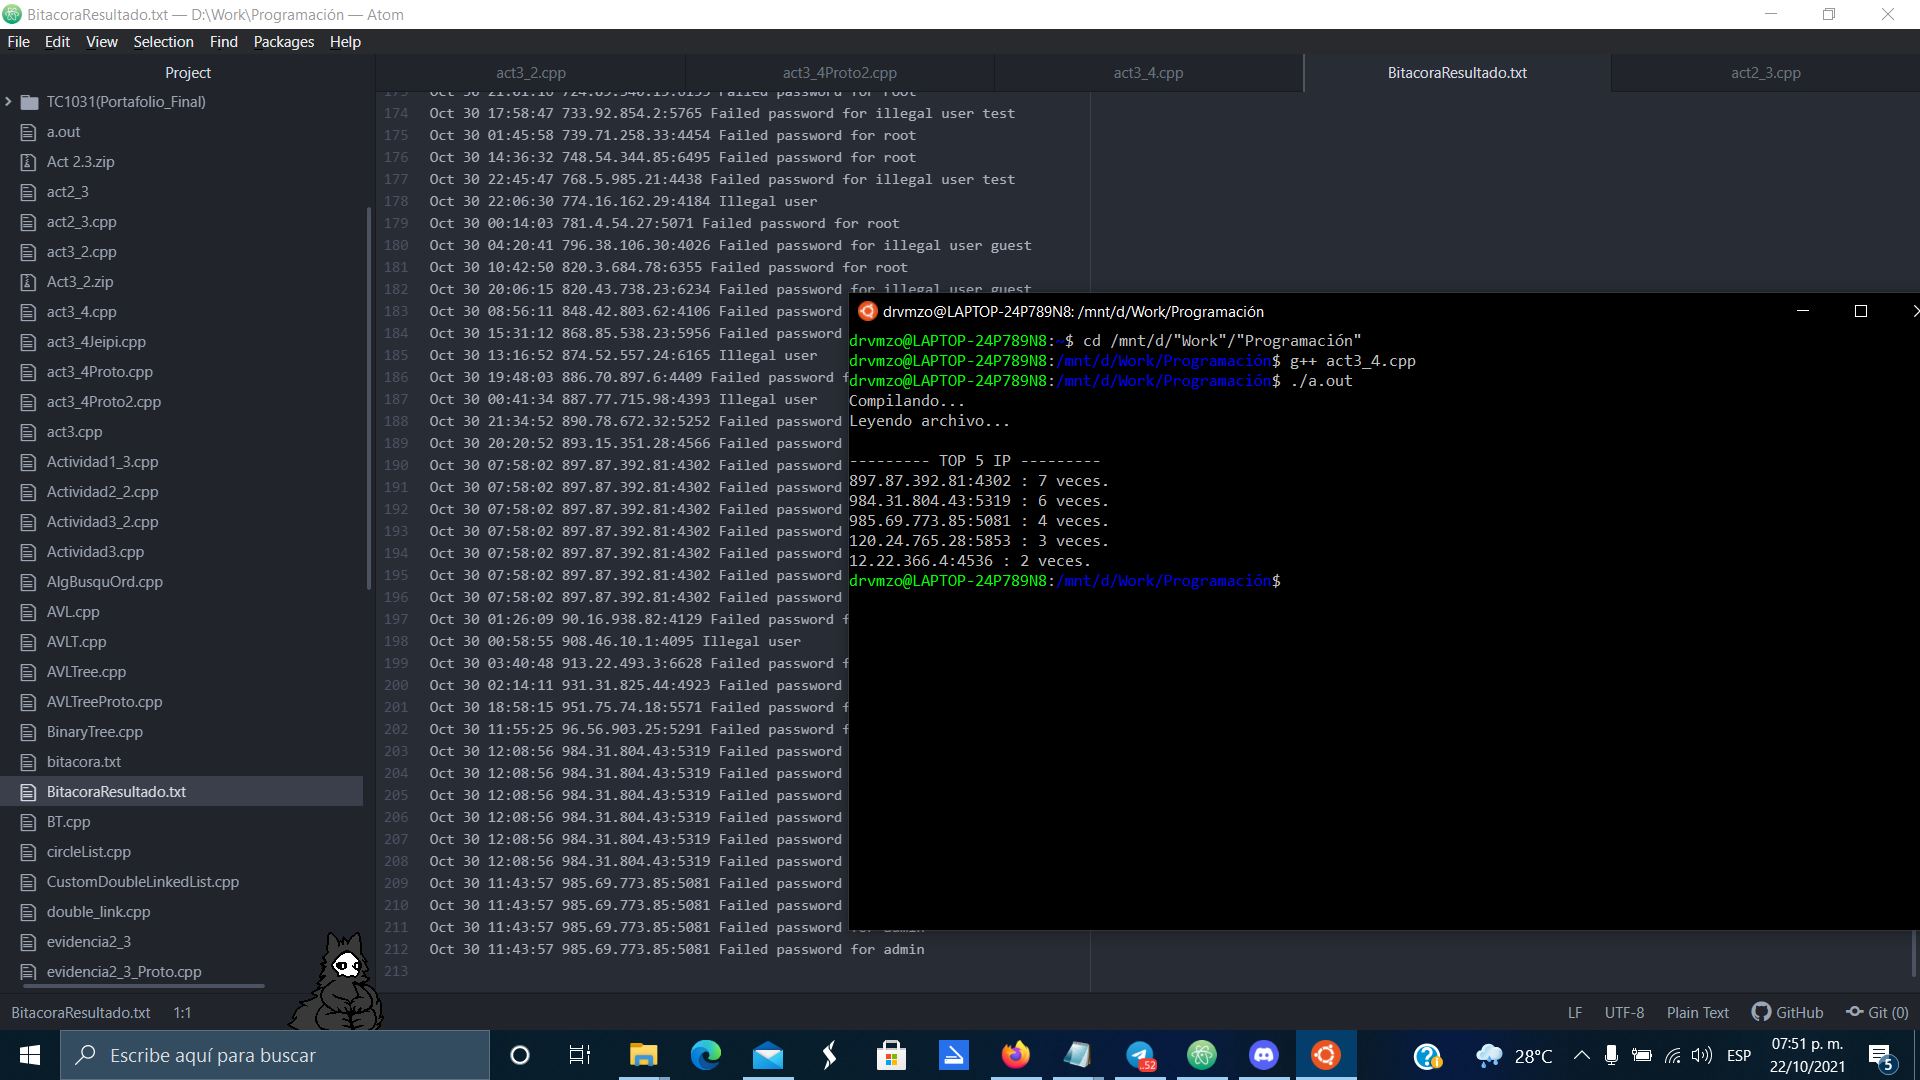 BitacoraResultado.txt — D:\Work\Programación — Atom
File Edit View Selection Find Packages Help
Project
act3_2.cpp
act3_4Proto2.cpp
act3_4.cpp
BitacoraResultado.txt
act2_3.cpp
TC1031(Portafolio_Final)
a.out
Act 2.3.zip
act2_3
act2_3.cpp
act3_2.cpp
Act3_2.zip
act3_4.cpp
act3_4Jeipi.cpp
act3_4Proto.cpp
act3_4Proto2.cpp
act3.cpp
Actividad1_3.cpp
Actividad2_2.cpp
Actividad3_2.cpp
Actividad3.cpp
AlgBusquOrd.cpp
AVL.cpp
AVLT.cpp
AVLTree.cpp
AVLTreeProto.cpp
BinaryTree.cpp
bitacora.txt
BitacoraResultado.txt
BT.cpp
circleList.cpp
CustomDoubleLinkedList.cpp
double_link.cpp
evidencia2_3
evidencia2_3_Proto.cpp
174 Oct 30 17:58:47 733.92.854.2:5765 Failed password for illegal user test
175 Oct 30 01:45:58 739.71.258.33:4454 Failed password for root
176 Oct 30 14:36:32 748.54.344.85:6495 Failed password for root
177 Oct 30 22:45:47 768.5.985.21:4438 Failed password for illegal user test
178 Oct 30 22:06:30 774.16.162.29:4184 Illegal user
179 Oct 30 00:14:03 781.4.54.27:5071 Failed password for root
180 Oct 30 04:20:41 796.38.106.30:4026 Failed password for illegal user guest
181 Oct 30 10:42:50 820.3.684.78:6355 Failed password for root
182 Oct 30 20:06:15 820.43.738.23:6234 Failed password for illegal user guest
183 Oct 30 08:56:11 848.42.803.62:4106 Failed password
184 Oct 30 15:31:12 868.85.538.23:5956 Failed password
185 Oct 30 13:16:52 874.52.557.24:6165 Illegal user
186 Oct 30 19:48:03 886.70.897.6:4409 Failed password f
187 Oct 30 00:41:34 887.77.715.98:4393 Illegal user
188 Oct 30 21:34:52 890.78.672.32:5252 Failed password
189 Oct 30 20:20:52 893.15.351.28:4566 Failed password
190 Oct 30 07:58:02 897.87.392.81:4302 Failed password
191 Oct 30 07:58:02 897.87.392.81:4302 Failed password
192 Oct 30 07:58:02 897.87.392.81:4302 Failed password
193 Oct 30 07:58:02 897.87.392.81:4302 Failed password
194 Oct 30 07:58:02 897.87.392.81:4302 Failed password
195 Oct 30 07:58:02 897.87.392.81:4302 Failed password
196 Oct 30 07:58:02 897.87.392.81:4302 Failed password
197 Oct 30 01:26:09 90.16.938.82:4129 Failed password f
198 Oct 30 00:58:55 908.46.10.1:4095 Illegal user
199 Oct 30 03:40:48 913.22.493.3:6628 Failed password f
200 Oct 30 02:14:11 931.31.825.44:4923 Failed password
201 Oct 30 18:58:15 951.75.74.18:5571 Failed password f
202 Oct 30 11:55:25 96.56.903.25:5291 Failed password f
203 Oct 30 12:08:56 984.31.804.43:5319 Failed password
204 Oct 30 12:08:56 984.31.804.43:5319 Failed password
205 Oct 30 12:08:56 984.31.804.43:5319 Failed password
206 Oct 30 12:08:56 984.31.804.43:5319 Failed password
207 Oct 30 12:08:56 984.31.804.43:5319 Failed password
208 Oct 30 12:08:56 984.31.804.43:5319 Failed password
209 Oct 30 11:43:57 985.69.773.85:5081 Failed password
210 Oct 30 11:43:57 985.69.773.85:5081 Failed password
211 Oct 30 11:43:57 985.69.773.85:5081 Failed password for admin
212 Oct 30 11:43:57 985.69.773.85:5081 Failed password for admin
213
drvmzo@LAPTOP-24P789N8: /mnt/d/Work/Programación
drvmzo@LAPTOP-24P789N8:~$ cd /mnt/d/"Work"/"Programación"
drvmzo@LAPTOP-24P789N8:/mnt/d/Work/Programación$ g++ act3_4.cpp
drvmzo@LAPTOP-24P789N8:/mnt/d/Work/Programación$ ./a.out
Compilando...
Leyendo archivo...
--------- TOP 5 IP ---------
897.87.392.81:4302 : 7 veces.
984.31.804.43:5319 : 6 veces.
985.69.773.85:5081 : 4 veces.
120.24.765.28:5853 : 3 veces.
12.22.366.4:4536 : 2 veces.
drvmzo@LAPTOP-24P789N8:/mnt/d/Work/Programación$
BitacoraResultado.txt 1:1
LF UTF-8 Plain Text GitHub Git (0)
Escribe aquí para buscar
52
28°C
ESP
07:51 p. m.
22/10/2021
5